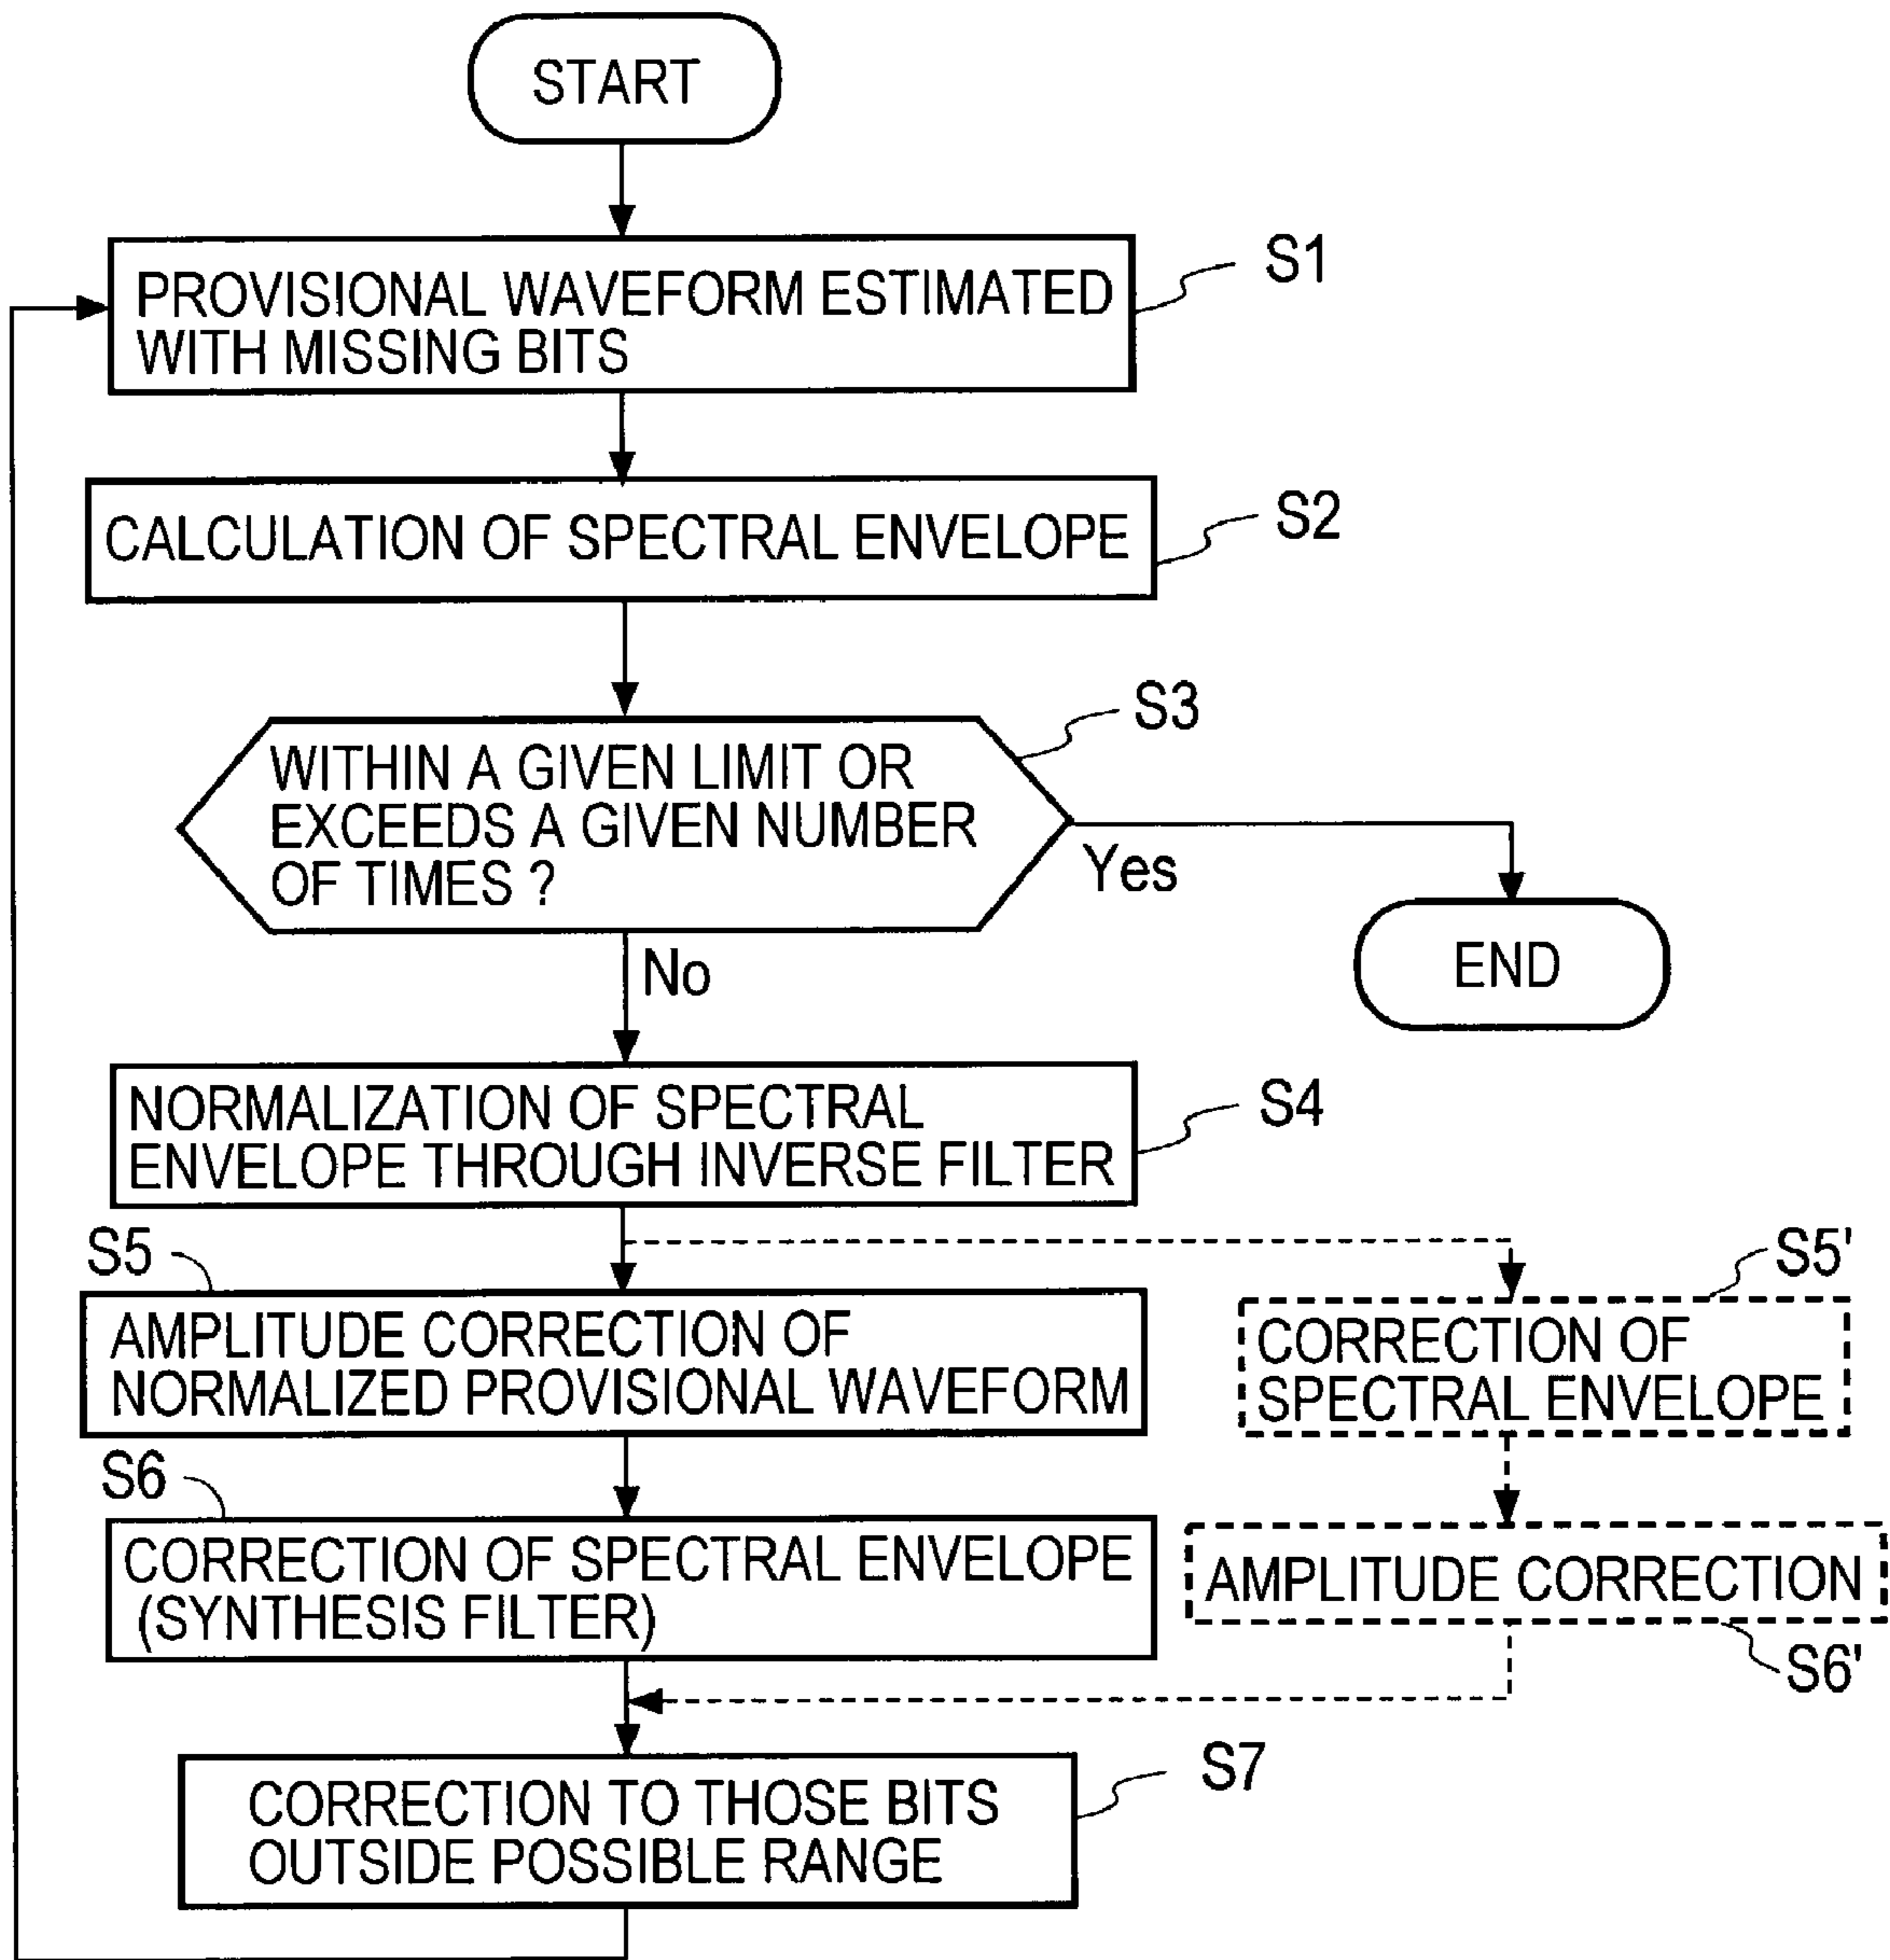 START
S1
PROVISIONAL WAVEFORM ESTIMATED
WITH MISSING BITS
S2
CALCULATION OF SPECTRAL ENVELOPE
S3
WITHIN A GIVEN LIMIT OR
EXCEEDS A GIVEN NUMBER
OF TIMES ?
Yes
END
No
S4
NORMALIZATION OF SPECTRAL
ENVELOPE THROUGH INVERSE FILTER
S5
AMPLITUDE CORRECTION OF
NORMALIZED PROVISIONAL WAVEFORM
S5'
CORRECTION OF
SPECTRAL ENVELOPE
S6
CORRECTION OF SPECTRAL ENVELOPE
(SYNTHESIS FILTER)
AMPLITUDE CORRECTION
S6'
S7
CORRECTION TO THOSE BITS
OUTSIDE POSSIBLE RANGE